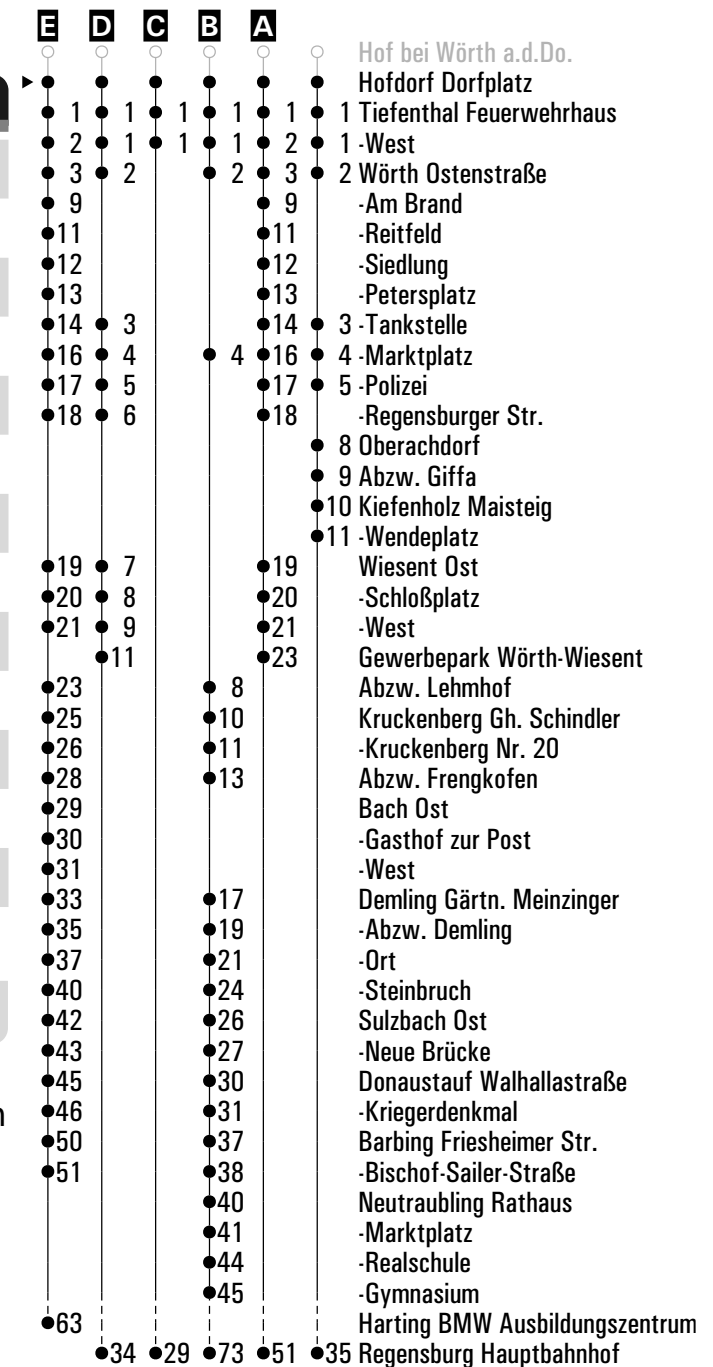 E D C B A
Hof bei Wörth a.d.Do.
Hofdorf Dorfplatz
1 1 1 1 1 1 Tiefenthal Feuerwehrhaus
2 1 1 1 2 1 -West
3 2 2 3 2 Wörth Ostenstraße
9 9 -Am Brand
11 11 -Reitfeld
12 12 -Siedlung
13 13 -Petersplatz
14 3 14 3 -Tankstelle
16 4 4 16 4 -Marktplatz
17 5 17 5 -Polizei
18 6 18 -Regensburger Str.
8 Oberachdorf
9 Abzw. Giffa
10 Kiefenholz Maisteig
11 -Wendeplatz
19 7 19 Wiesent Ost
20 8 20 -Schloßplatz
21 9 21 -West
11 23 Gewerbepark Wörth-Wiesent
23 8 Abzw. Lehmhof
25 10 Kruckenberg Gh. Schindler
26 11 -Kruckenberg Nr. 20
28 13 Abzw. Frengkofen
29 Bach Ost
30 -Gasthof zur Post
31 -West
33 17 Demling Gärtn. Meinzinger
35 19 -Abzw. Demling
37 21 -Ort
40 24 -Steinbruch
42 26 Sulzbach Ost
43 27 -Neue Brücke
45 30 Donaustauf Walhallastraße
46 31 -Kriegerdenkmal
50 37 Barbing Friesheimer Str.
51 38 -Bischof-Sailer-Straße
40 Neutraubling Rathaus
41 -Marktplatz
44 -Realschule
45 -Gymnasium
63 Harting BMW Ausbildungszentrum
34 29 73 51 35 Regensburg Hauptbahnhof